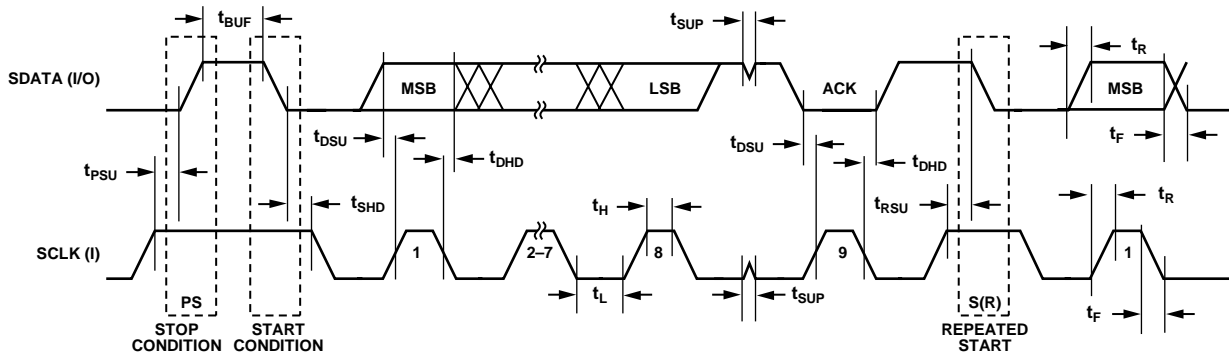 tBUF
tSUP
tR
SDATA (I/O)
MSB
LSB
ACK
MSB
tDSU
tDHD
tDSU
tDHD
tF
tPSU
tSHD
tH
tRSU
tR
SCLK (I)
1
2–7
8
9
1
PS
tL
tSUP
S(R)
tF
STOP
CONDITION
START
CONDITION
REPEATED
START